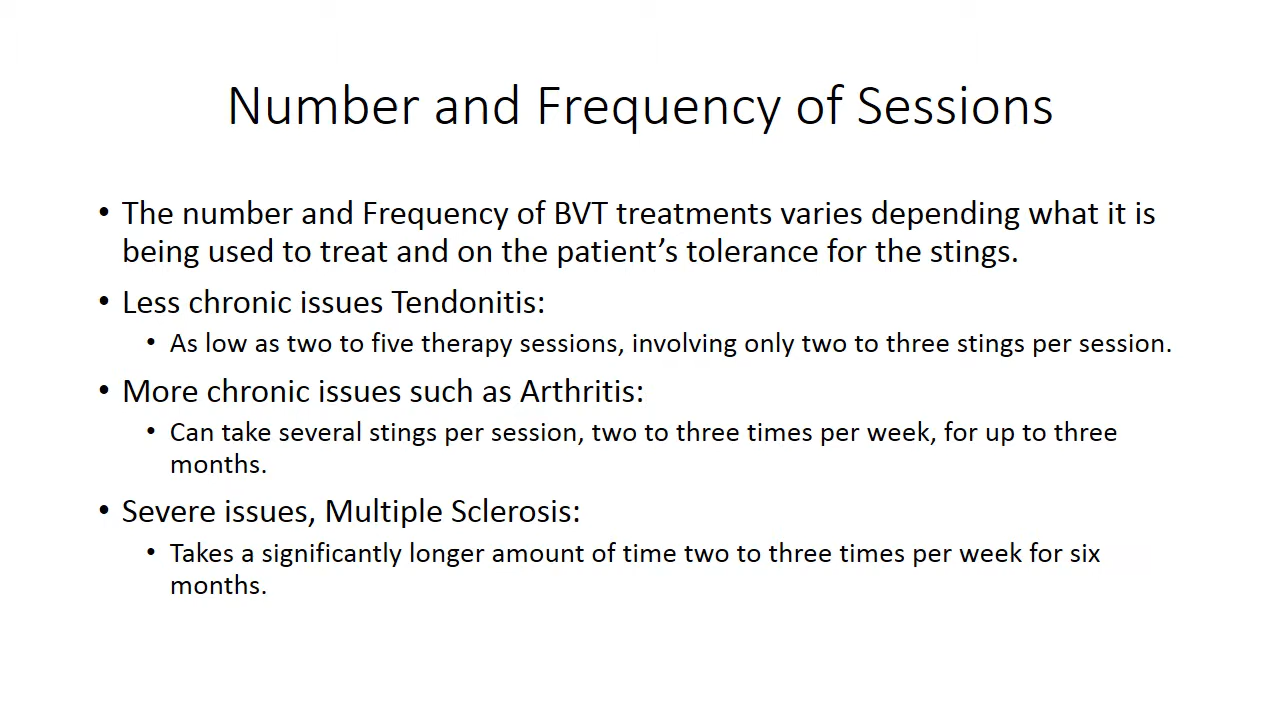 Number and Frequency of Sessions
• The number and Frequency of BVT treatments varies depending what it is
being used to treat and on the patient’s tolerance for the stings.
• Less chronic issues Tendonitis:
• As low as two to five therapy sessions, involving only two to three stings per session.
• More chronic issues such as Arthritis:
• Can take several stings per session, two to three times per week, for up to three
months.
• Severe issues, Multiple Sclerosis:
• Takes a significantly longer amount of time two to three times per week for six
months.